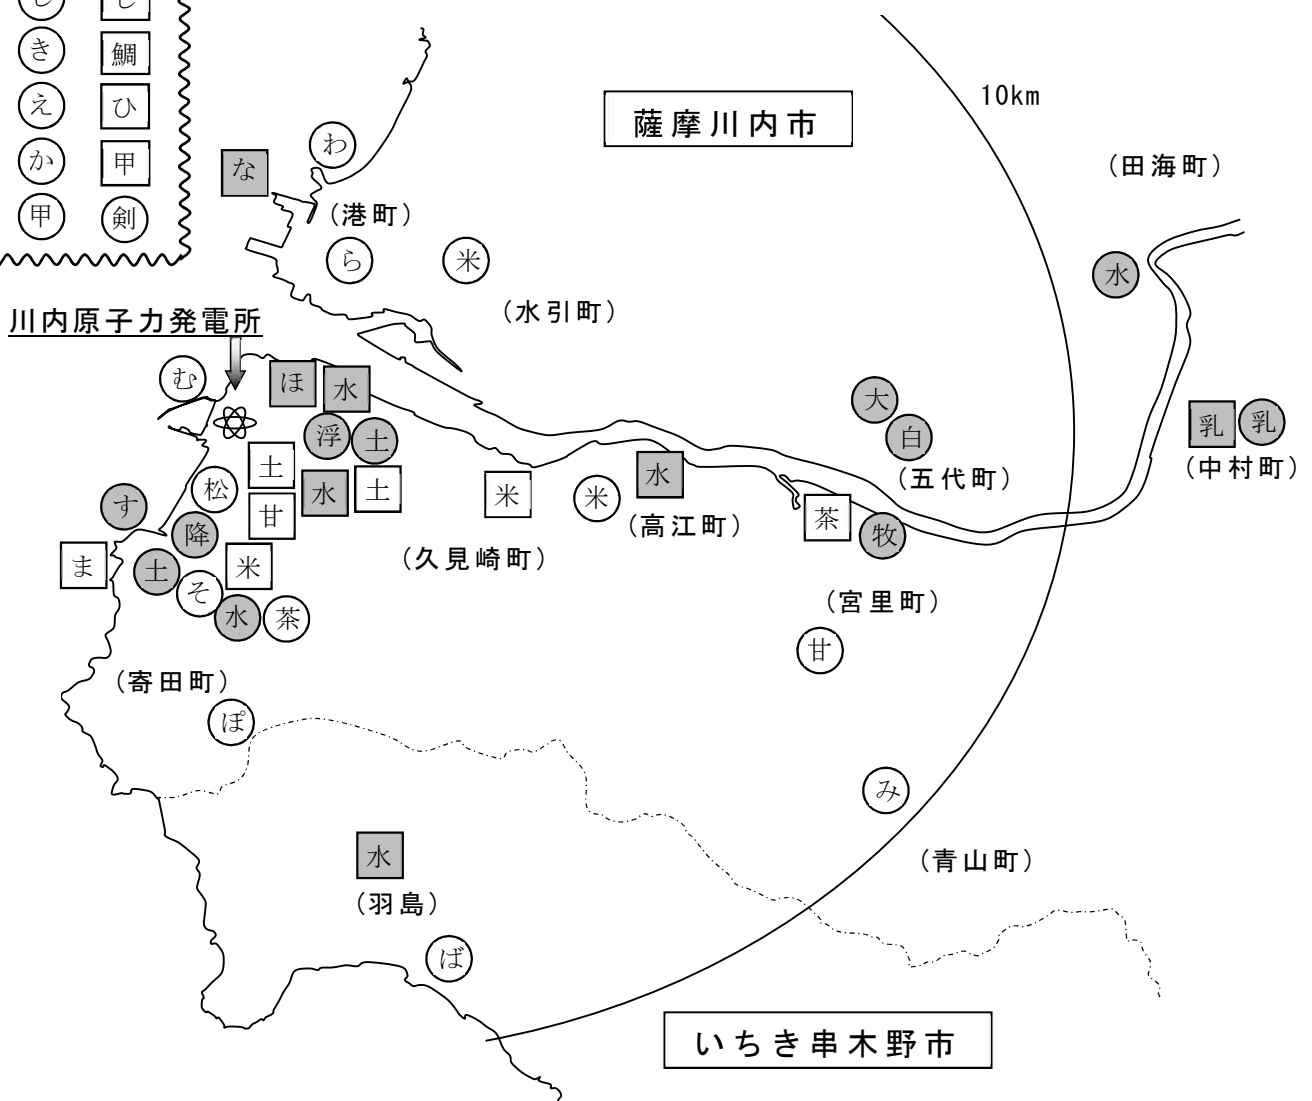 き 鯛
え ひ
か 甲
甲 剣
10km
薩摩川内市
(田海町)
わ
な
(港町)
ら 米
水
(水引町)
川内原子力発電所
む
ほ 水
大
白
乳 乳
浮 土
土
(中村町)
松
水 土
米 米
水
(五代町)
す
甘
茶
(高江町)
降
牧
ま 土
米
(久見崎町)
そ
水 茶
(宮里町)
甘
(寄田町)
ぽ
み
水
(青山町)
(羽島)
ば
いちき串木野市